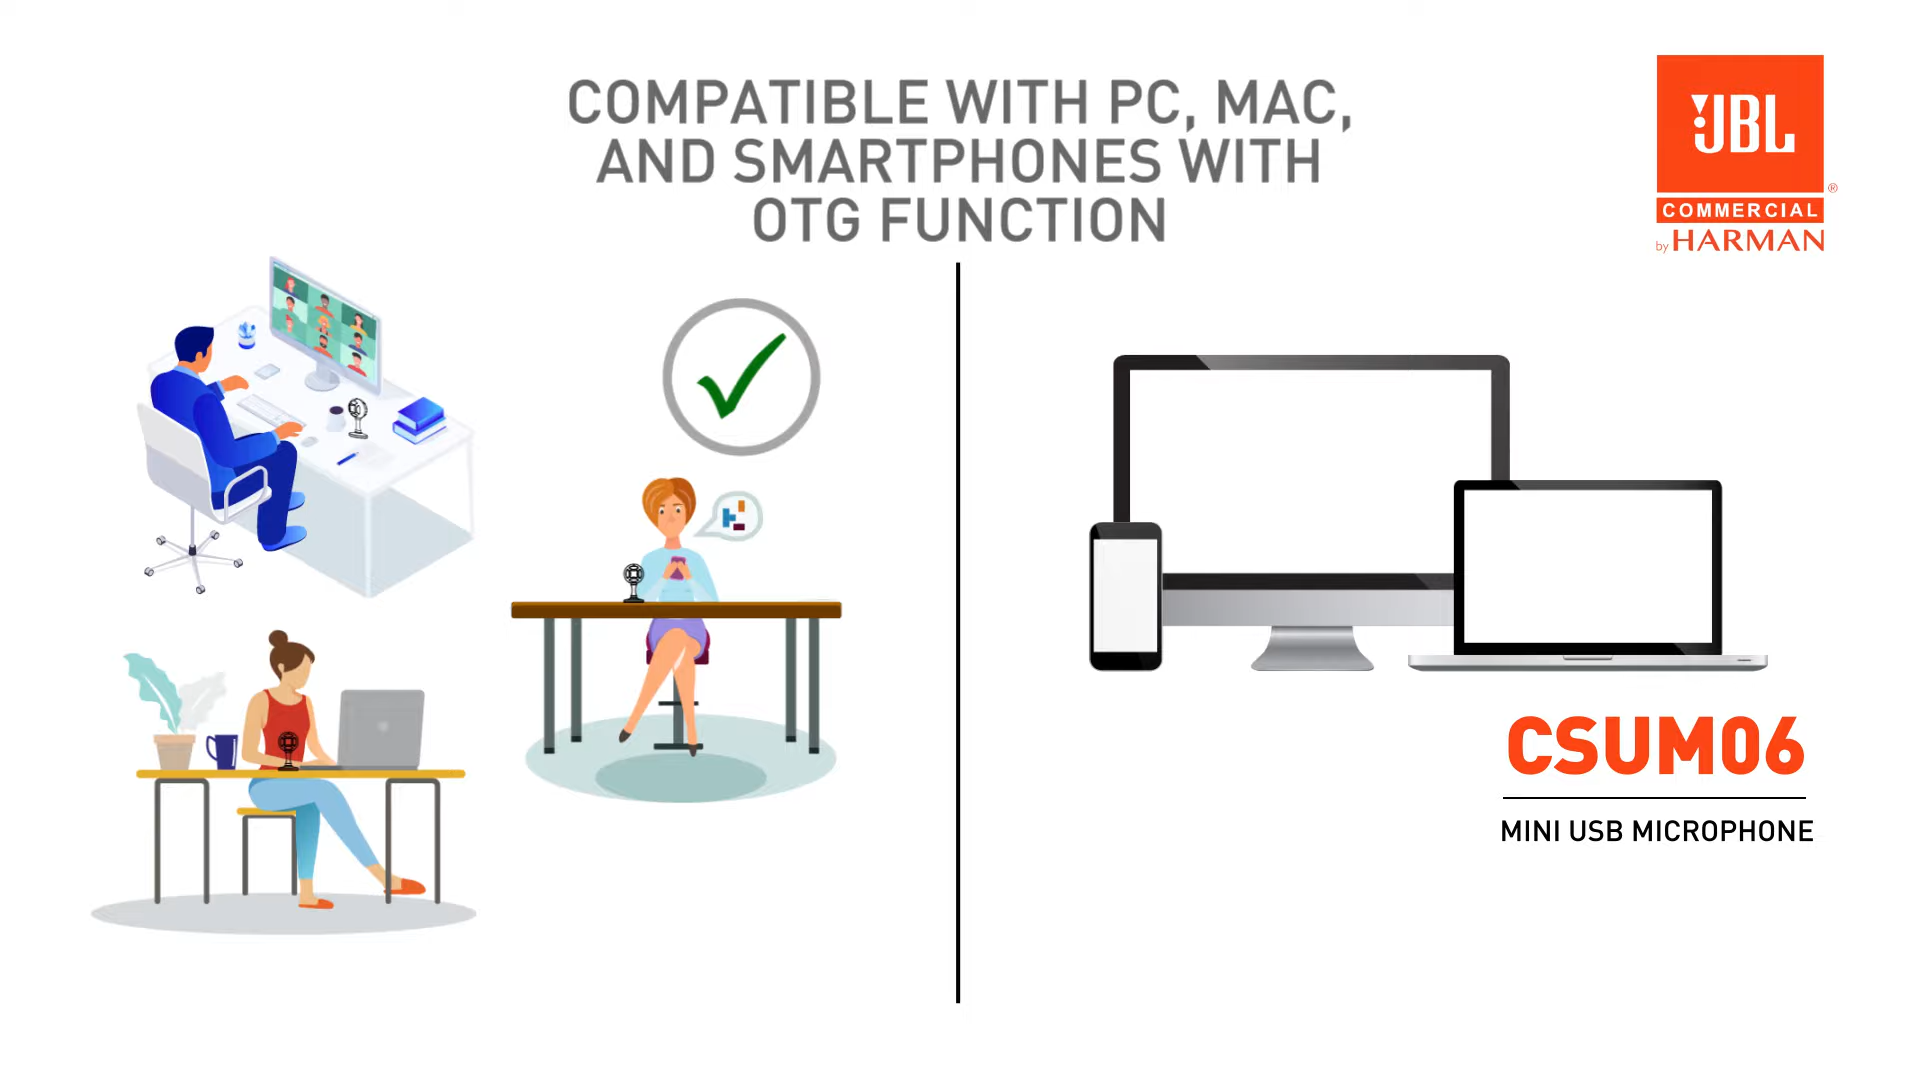 COMPATIBLE WITH PC, MAC,
AND SMARTPHONES WITH
OTG FUNCTION
JBL
®
COMMERCIAL
by HARMAN
CSUM06
MINI USB MICROPHONE